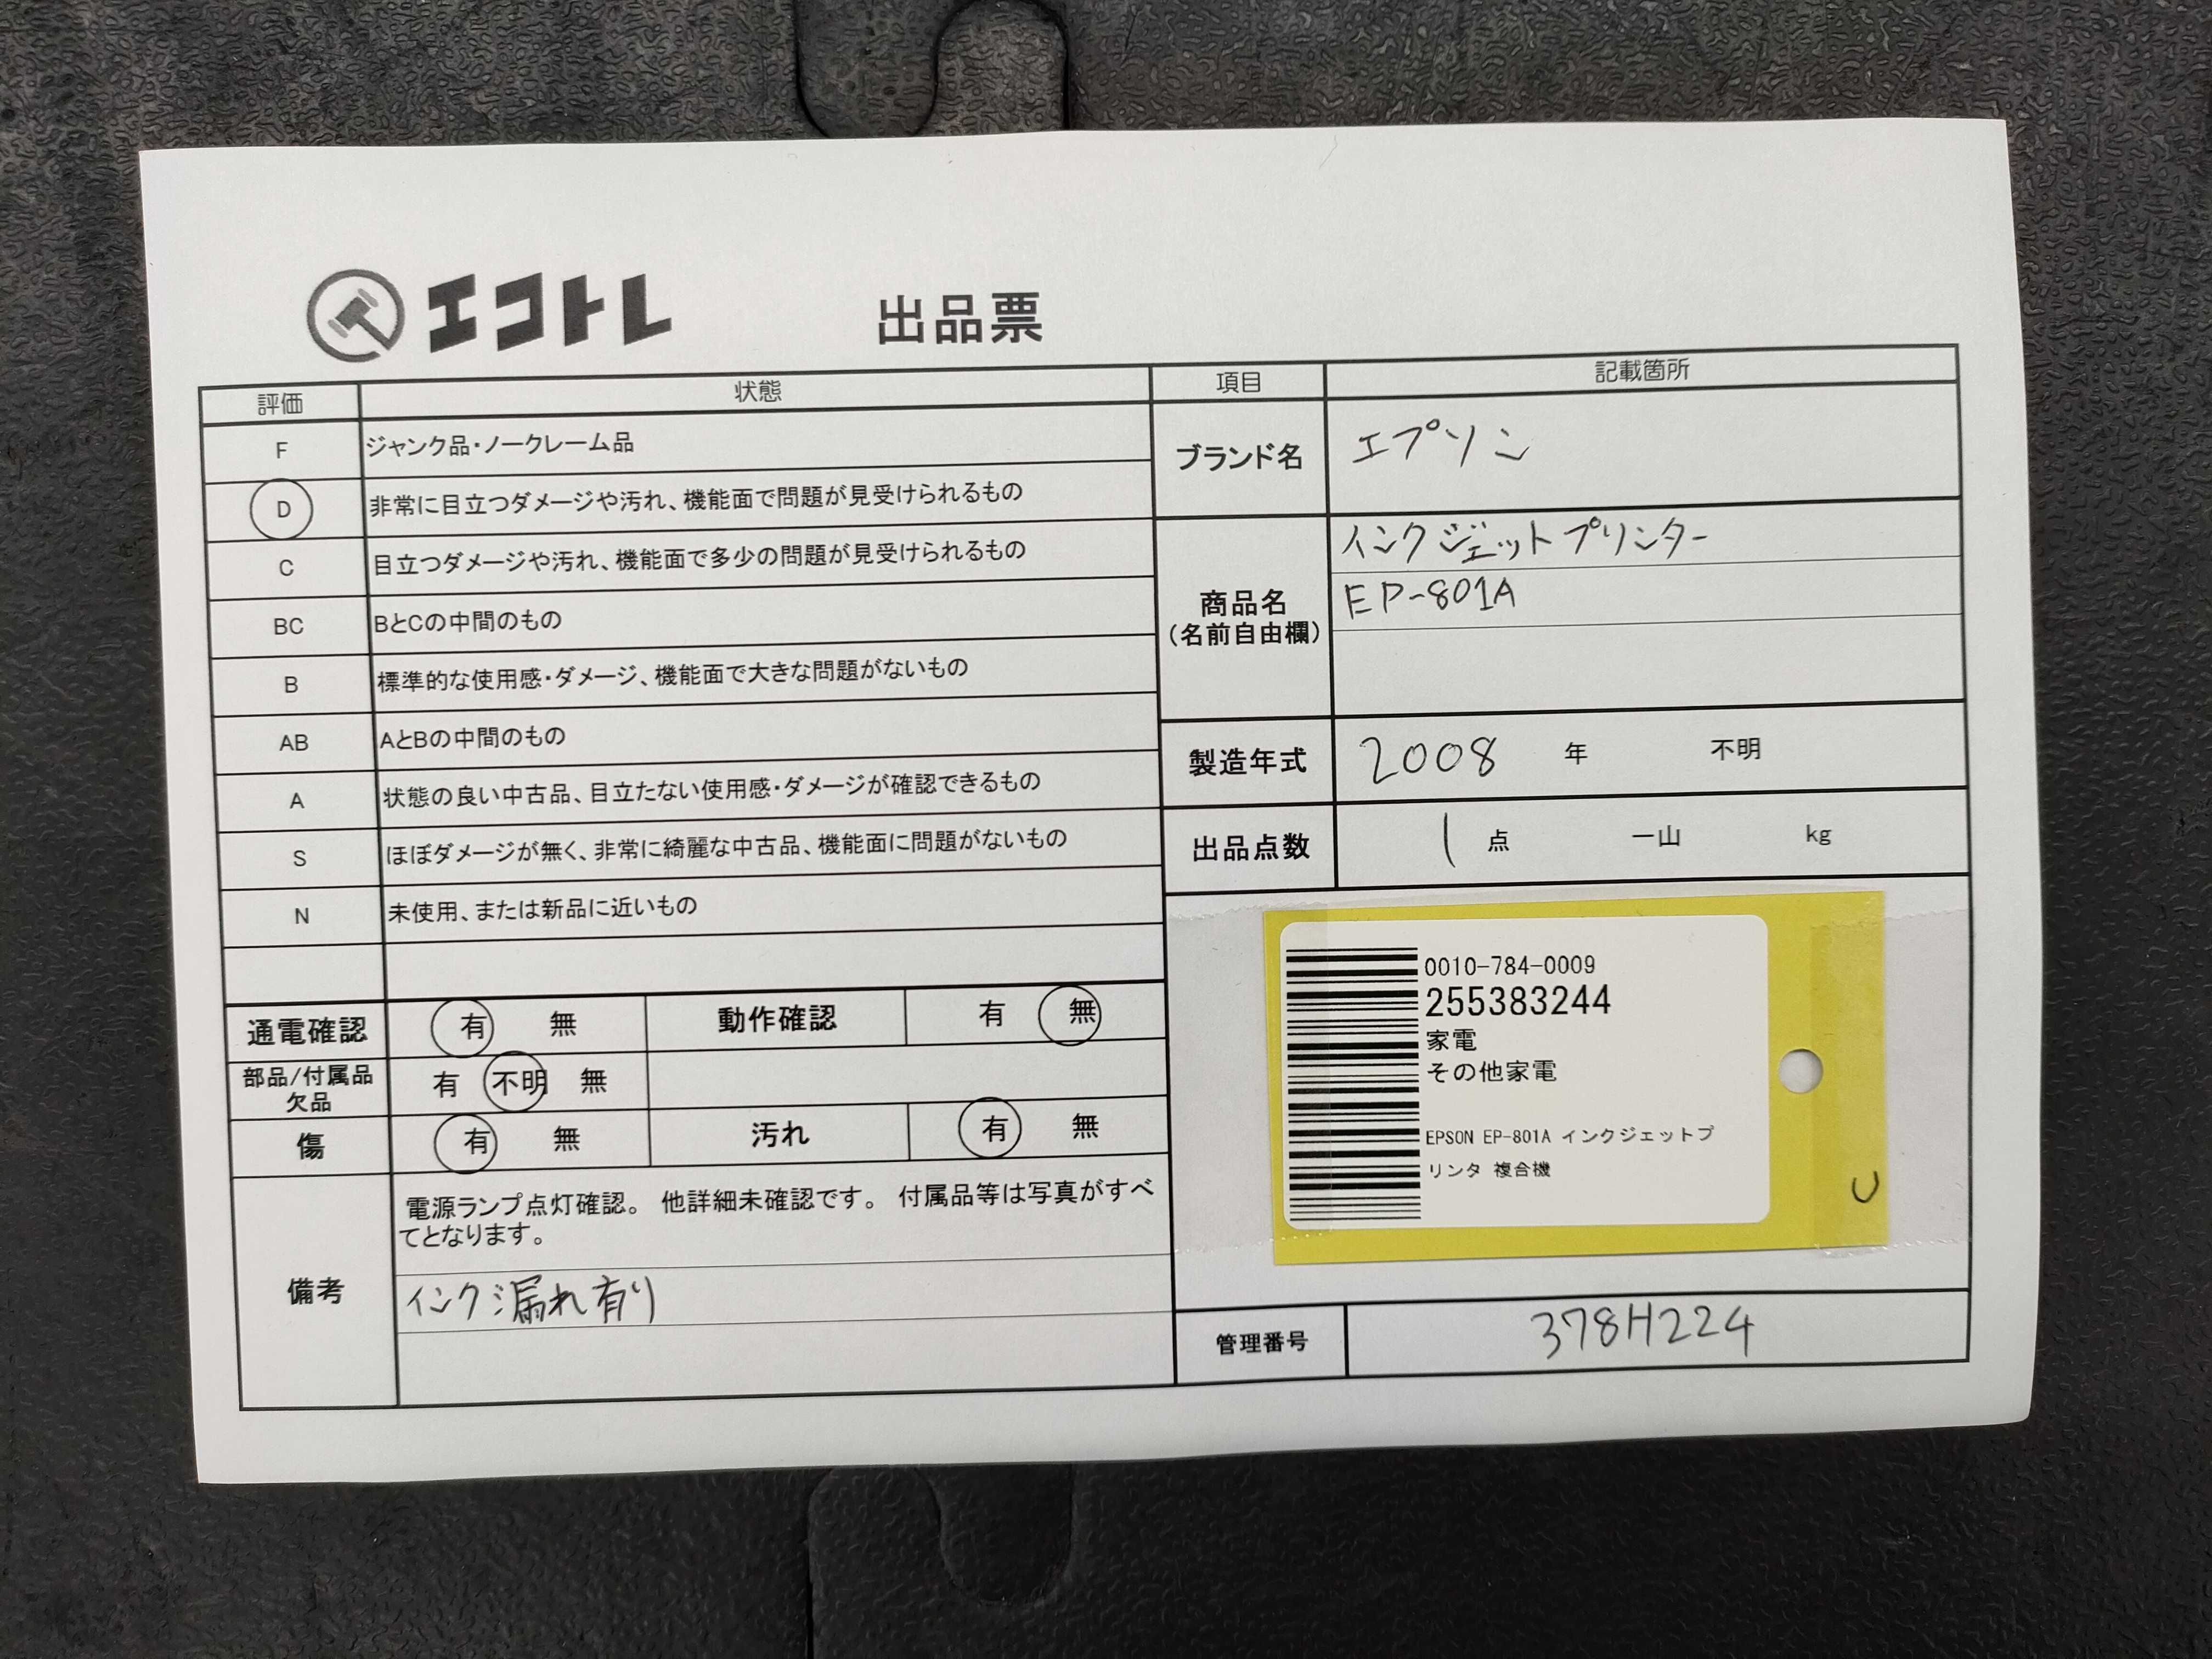 エコトレ
出品票
評価 状態
F ジャンク品・ノークレーム品
D 非常に目立つダメージや汚れ、機能面で問題が見受けられるもの
C 目立つダメージや汚れ、機能面で多少の問題が見受けられるもの
BC BとCの中間のもの
B 標準的な使用感・ダメージ、機能面で大きな問題がないもの
AB AとBの中間のもの
A 状態の良い中古品、目立たない使用感・ダメージが確認できるもの
S ほぼダメージが無く、非常に綺麗な中古品、機能面に問題がないもの
N 未使用、または新品に近いもの
通電確認 有 無 動作確認 有 無
部品/付属品
欠品
有 不明 無
傷 有 無 汚れ 有 無
備考
電源ランプ点灯確認。 他詳細未確認です。 付属品等は写真がすべ
てとなります。
インク漏れ有り
項目 記載箇所
ブランド名 エプソン
商品名
(名前自由欄)
インクジェットプリンター
EP-801A
製造年式 2008 年 不明
出品点数 1 点 一山 kg
0010-784-0009
255383244
家電
その他家電
EPSON EP-801A インクジェットプ
リンタ 複合機
U
管理番号 378H224